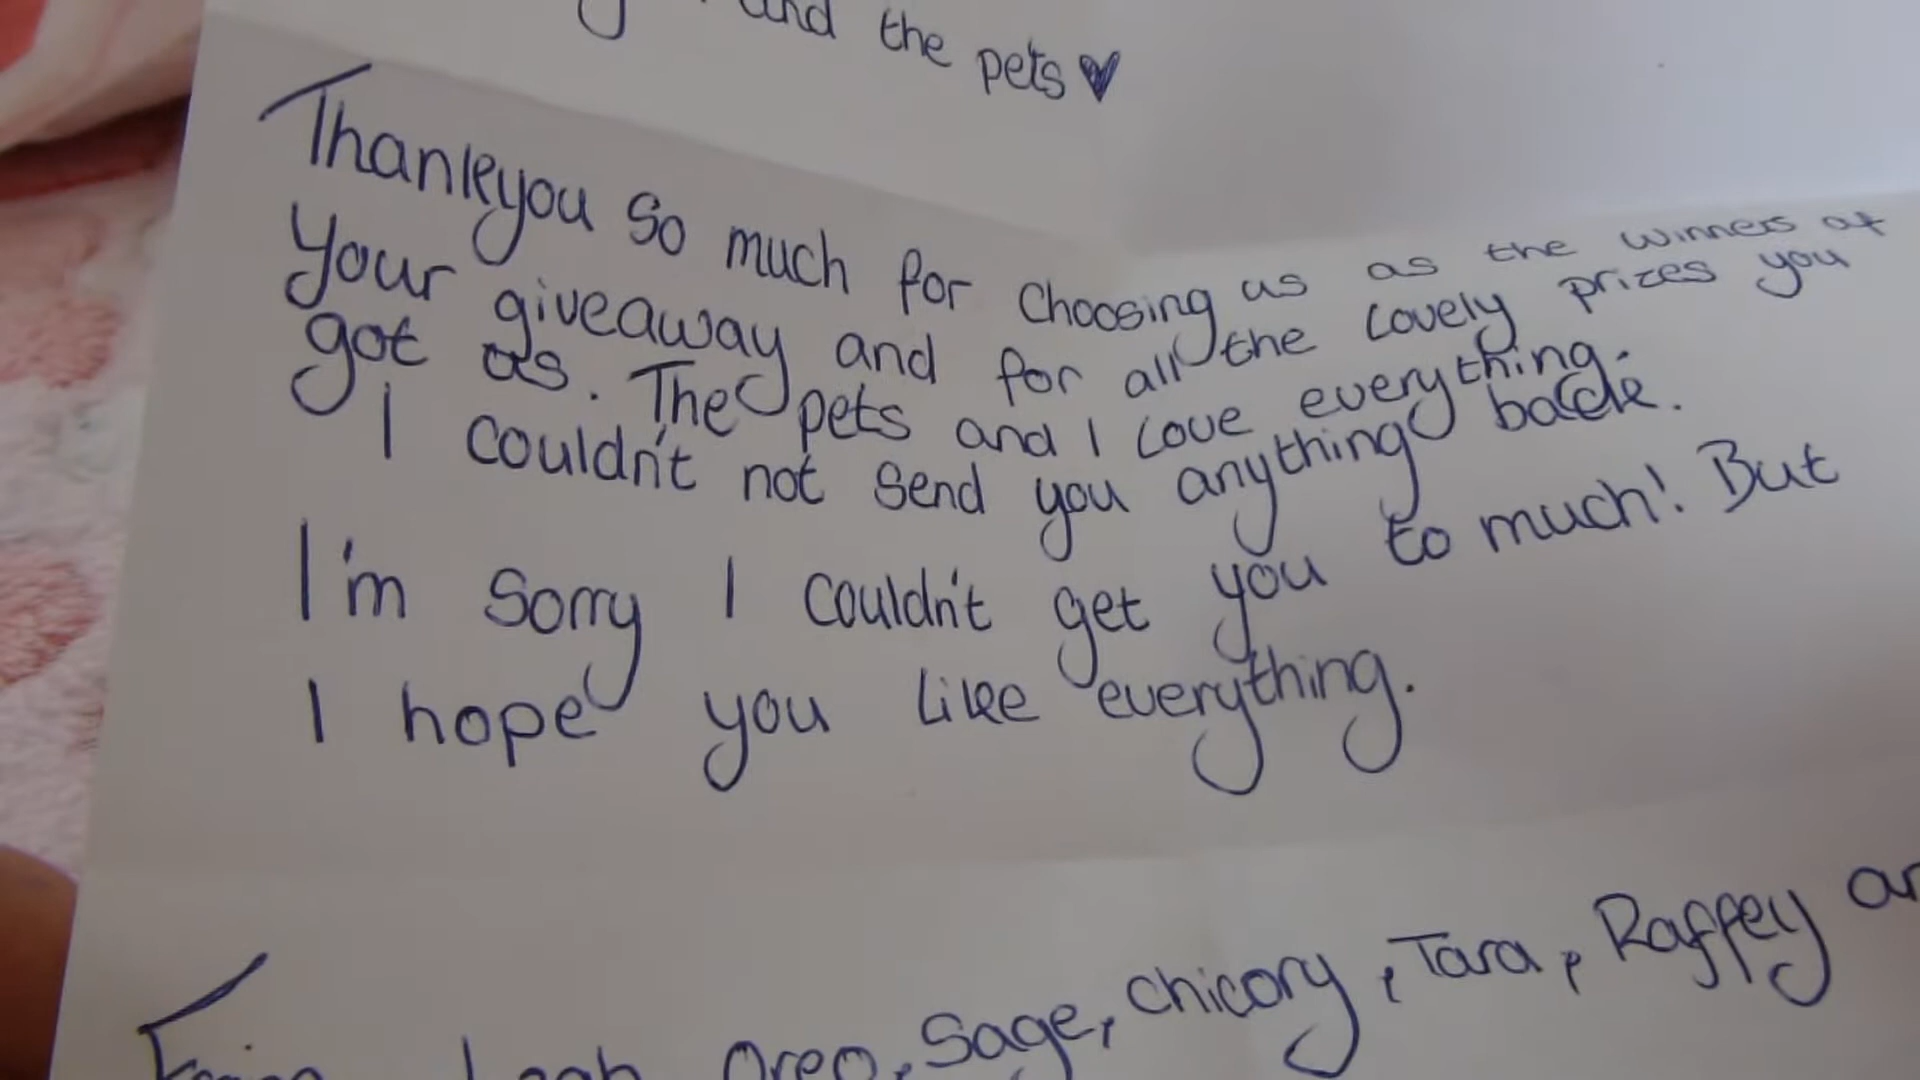 and the pets♥
Thankyou so much for choosing us as the winners of
your giveaway and for all the lovely prizes you
got us. The pets and I love everything.
I couldn't not send you anything back.
I'm sorry I couldn't get you to much! But
I hope you like everything.
Leah Oreo, Sage, Chicory, Tara, Raffey